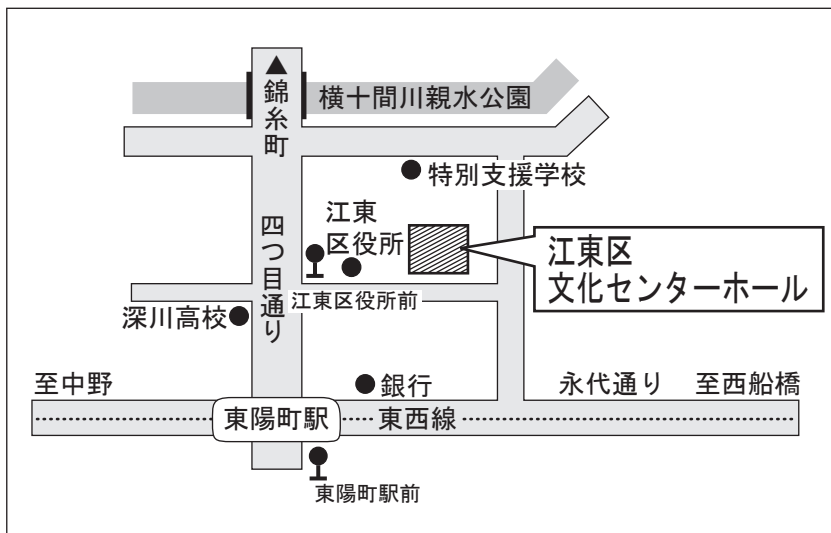 ▲錦糸町
横十間川親水公園
特別支援学校
江東
区役所
四つ目通り
江東区
文化センターホール
江東区役所前
深川高校
銀行
至中野
永代通り
至西船橋
東陽町駅
東西線
東陽町駅前